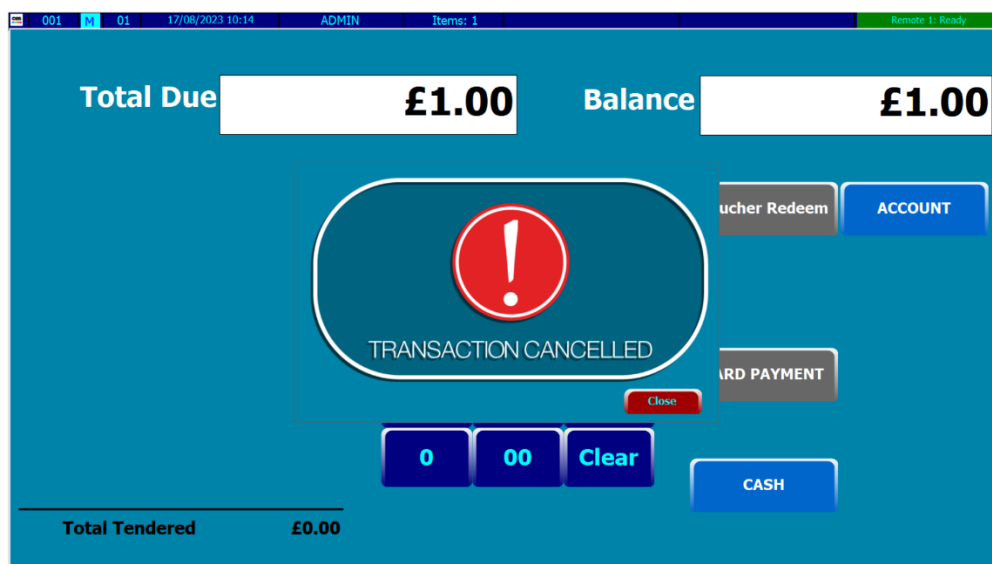 001 M 01 17/08/2023 10:14 ADMIN Items: 1 Remote 1: Ready
Total Due £1.00 Balance £1.00
ucher Redeem ACCOUNT
!
TRANSACTION CANCELLED
ARD PAYMENT
Close
0 00 Clear
CASH
Total Tendered £0.00